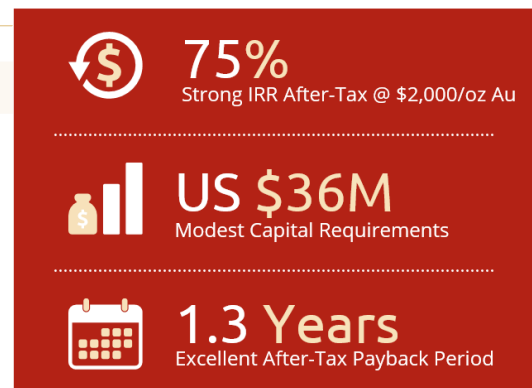 75%
Strong IRR After-Tax @ $2,000/oz Au
US $36M
Modest Capital Requirements
1.3 Years
Excellent After-Tax Payback Period